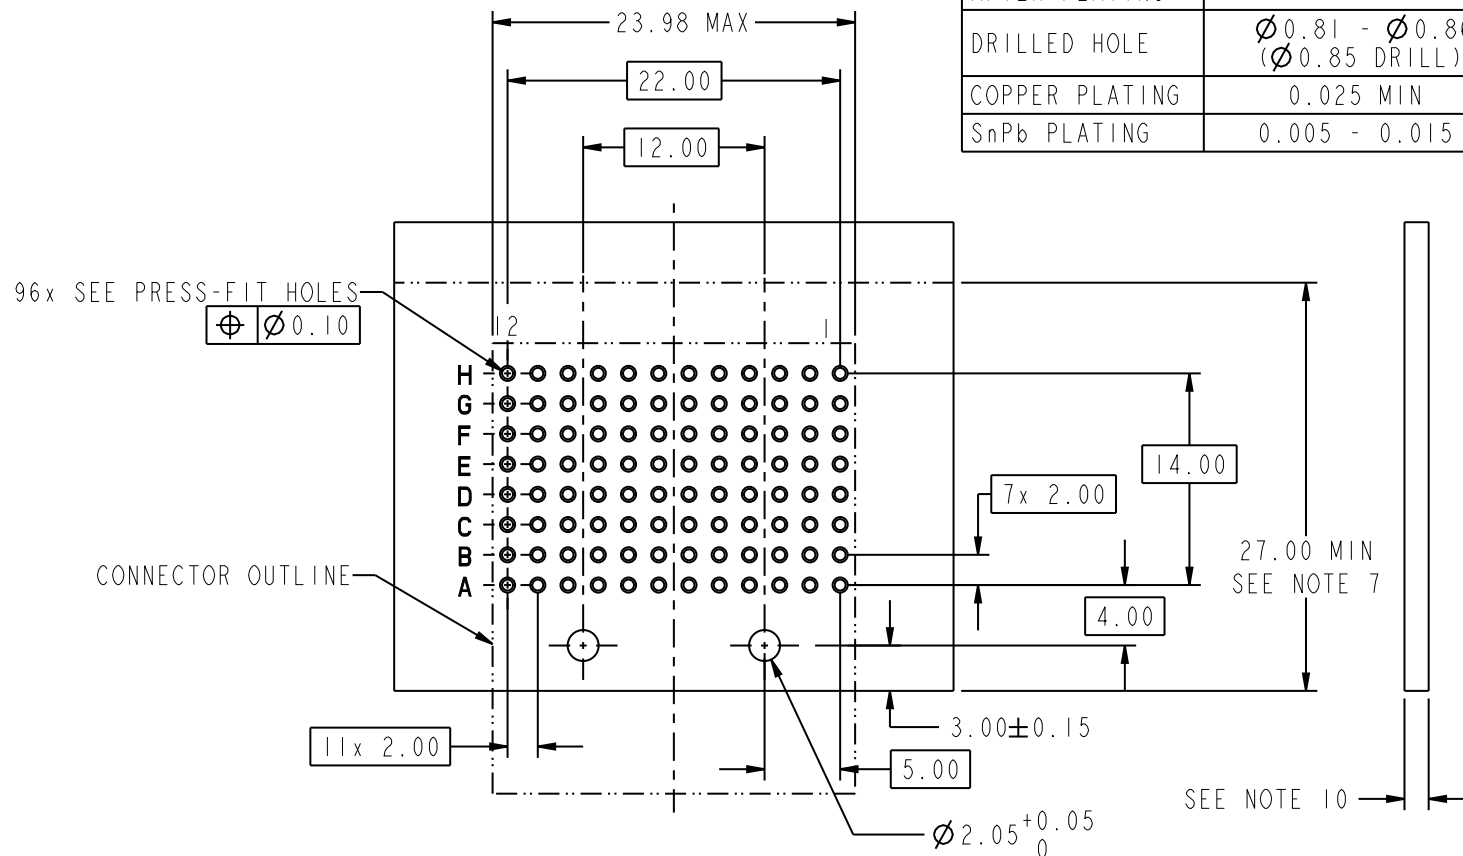 23.98 MAX
22.00
12.00
DRILLED HOLE
Ø0.81 - Ø0.86
(Ø0.85 DRILL)
COPPER PLATING
0.025 MIN
SnPb PLATING
0.005 - 0.015
96x SEE PRESS-FIT HOLES
⌖ Ø0.10
12
1
H
G
F
E
D
C
B
A
14.00
7x 2.00
27.00 MIN
SEE NOTE 7
CONNECTOR OUTLINE
4.00
3.00±0.15
11x 2.00
5.00
SEE NOTE 10
Ø2.05 +0.05
0